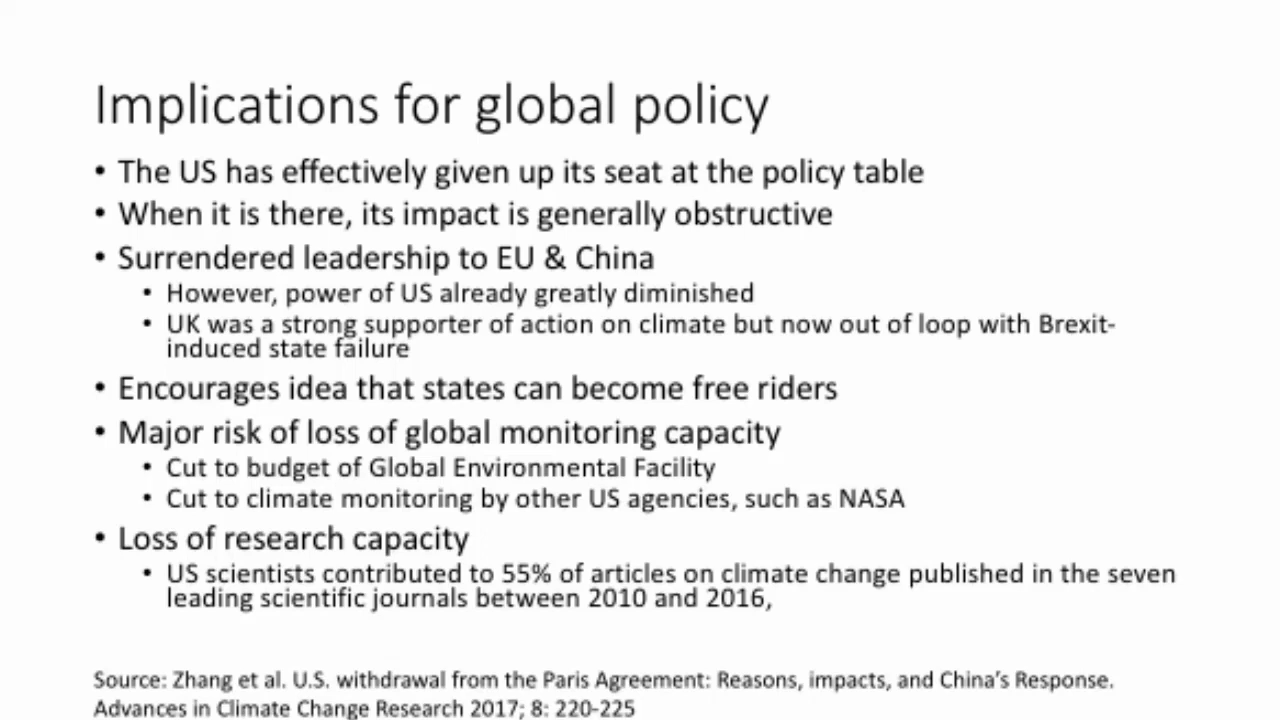 Implications for global policy
• The US has effectively given up its seat at the policy table
• When it is there, its impact is generally obstructive
• Surrendered leadership to EU & China
• However, power of US already greatly diminished
• UK was a strong supporter of action on climate but now out of loop with Brexit-
induced state failure
• Encourages idea that states can become free riders
• Major risk of loss of global monitoring capacity
• Cut to budget of Global Environmental Facility
• Cut to climate monitoring by other US agencies, such as NASA
• Loss of research capacity
• US scientists contributed to 55% of articles on climate change published in the seven
leading scientific journals between 2010 and 2016,
Source: Zhang et al. U.S. withdrawal from the Paris Agreement: Reasons, impacts, and China's Response.
Advances in Climate Change Research 2017; 8: 220-225